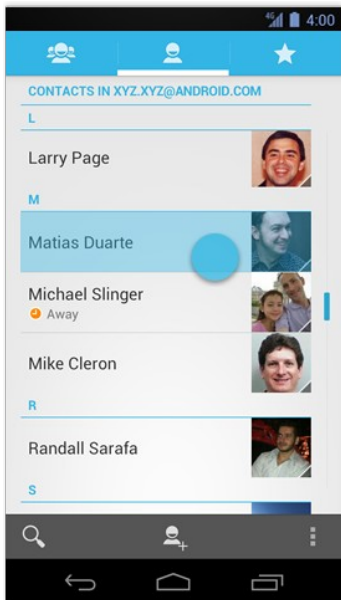 4G 4:00
CONTACTS IN XYZ.XYZ@ANDROID.COM
L
Larry Page
M
Matias Duarte
Michael Slinger
Away
Mike Cleron
R
Randall Sarafa
S